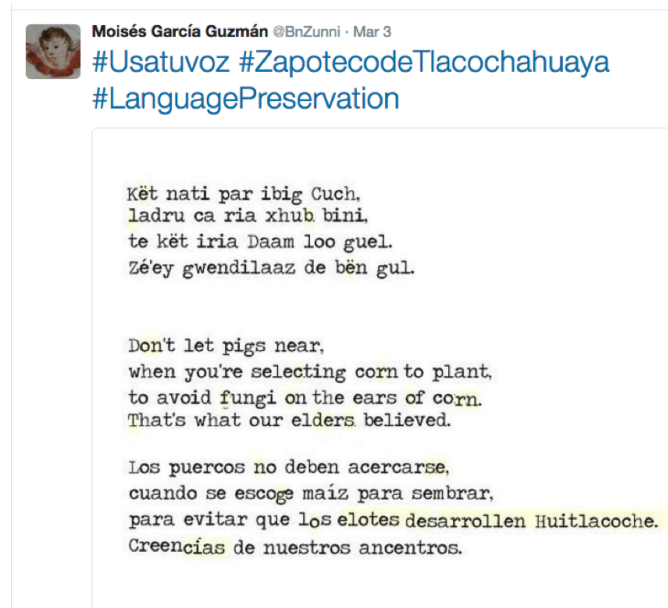 Moisés García Guzmán @BnZunni · Mar 3
#Usatuvoz #ZapotecodeTlacochahuaya
#LanguagePreservation
Kët nati par ibig Cuch,
ladru ca ria xhub bini,
te kët iria Daam loo guel.
Zé'ey gwendilaaz de bën gul.
Don't let pigs near,
when you're selecting corn to plant,
to avoid fungi on the ears of corn.
That's what our elders believed.
Los puercos no deben acercarse,
cuando se escoge maíz para sembrar,
para evitar que los elotes desarrollen Huitlacoche.
Creencías de nuestros ancentros.